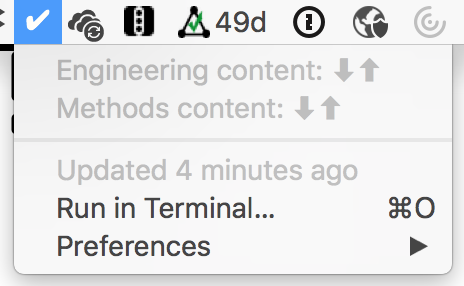 ✔ 49d
Engineering content: ⬇⬆
Methods content: ⬇⬆
Updated 4 minutes ago
Run in Terminal... ⌘O
Preferences ▶